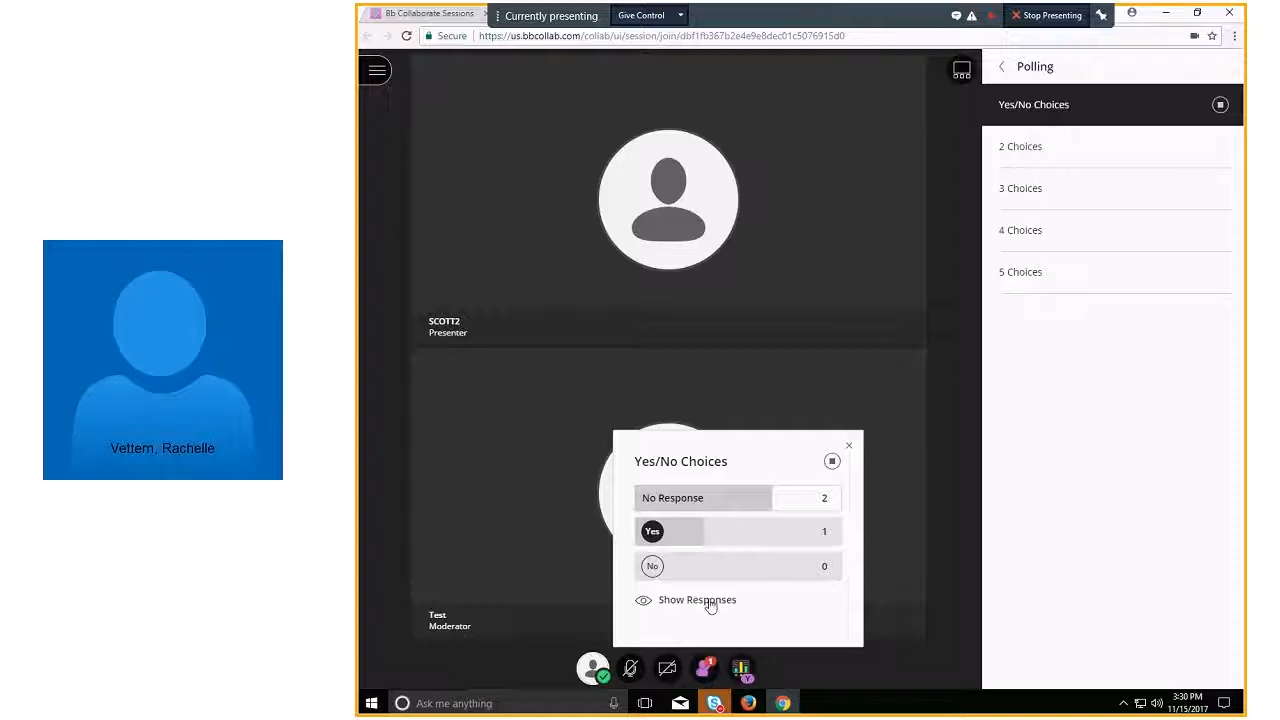 Bb Collaborate Sessions
Currently presenting
Give Control
Stop Presenting
Secure
https://us.bbcollab.com/collab/ui/session/join/dbf1fb367b2e4e9e8dec01c5076915d0
Polling
Yes/No Choices
2 Choices
3 Choices
4 Choices
5 Choices
SCOTT2
Presenter
Vettern, Rachelle
Yes/No Choices
No Response 2
Yes 1
No 0
Show Responses
Test
Moderator
1
Y
Ask me anything
3:30 PM
11/15/2017